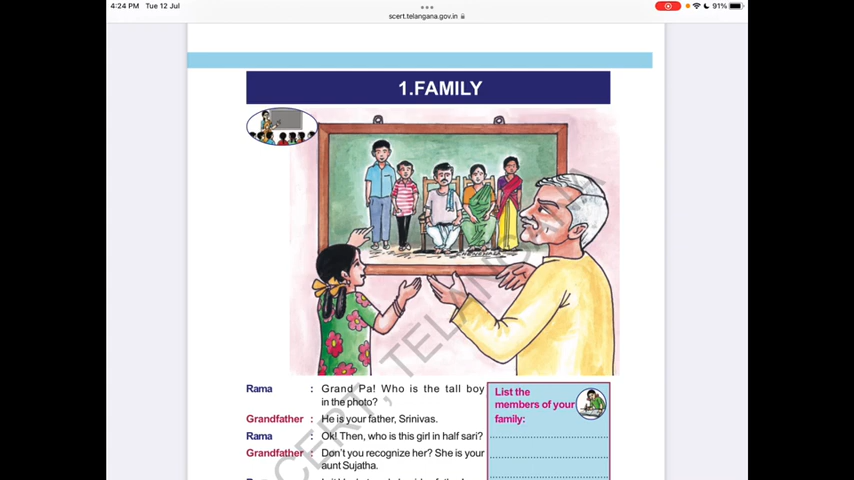 4:24 PM Tue 12 Jul
91%
scert.telangana.gov.in
1.FAMILY
Rama : Grand Pa! Who is the tall boy
in the photo?
Grandfather : He is your father, Srinivas.
Rama : Ok! Then, who is this girl in half sari?
Grandfather : Don't you recognize her? She is your
aunt Sujatha.
List the
members of your
family:
SCERT, TELANGANA